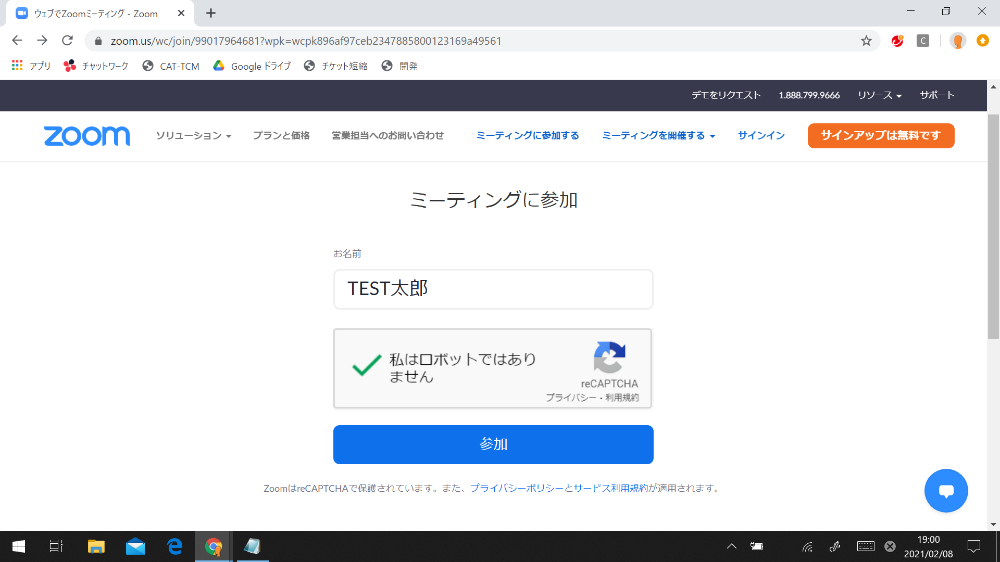 ウェブでZoomミーティング - Zoom
zoom.us/wc/join/99017964681?wpk=wcpk896af97ceb2347885800123169a49561
C
アプリ チャットワーク CAT-TCM Google ドライブ チケット短縮 開発
デモをリクエスト 1.888.799.9666 リソース サポート
zoom ソリューション プランと価格 営業担当へのお問い合わせ ミーティングに参加する ミーティングを開催する サインイン サインアップは無料です
ミーティングに参加
お名前
TEST太郎
私はロボットではあり
ません
reCAPTCHA
プライバシー - 利用規約
参加
ZoomはreCAPTCHAで保護されています。また、プライバシーポリシーとサービス利用規約が適用されます。
19:00
2021/02/08